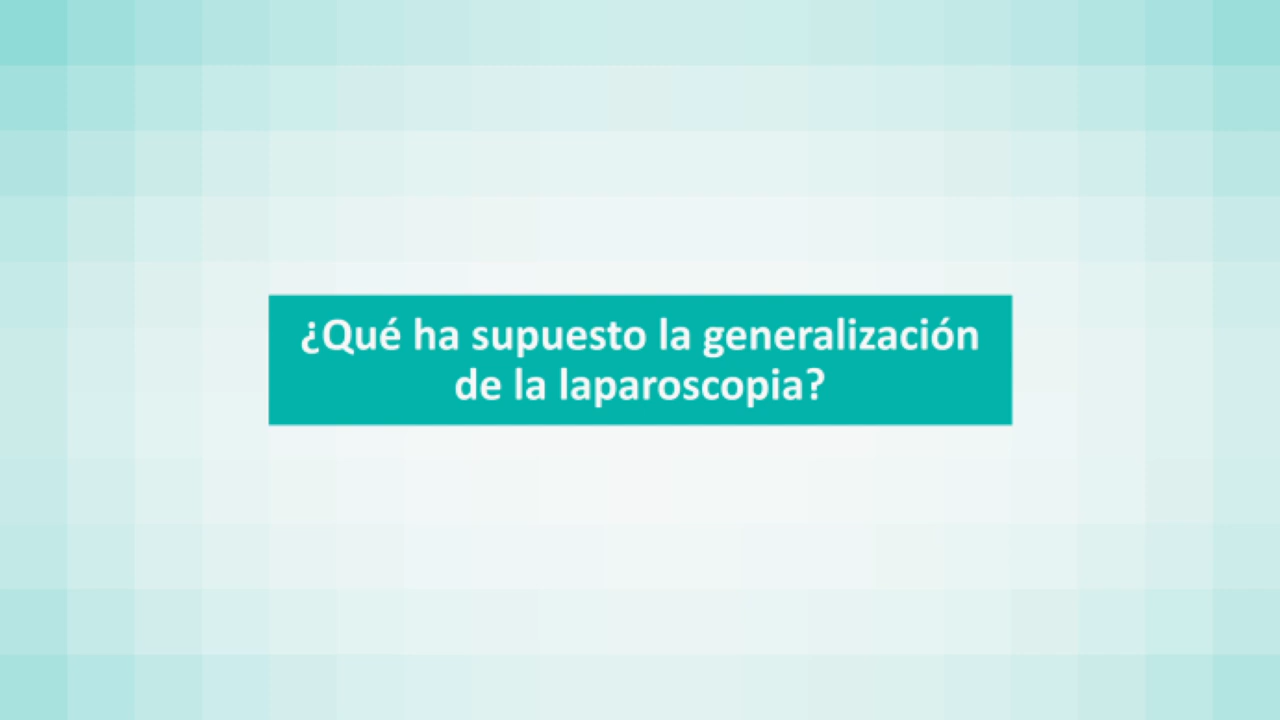 ¿Qué ha supuesto la generalización
de la laparoscopia?